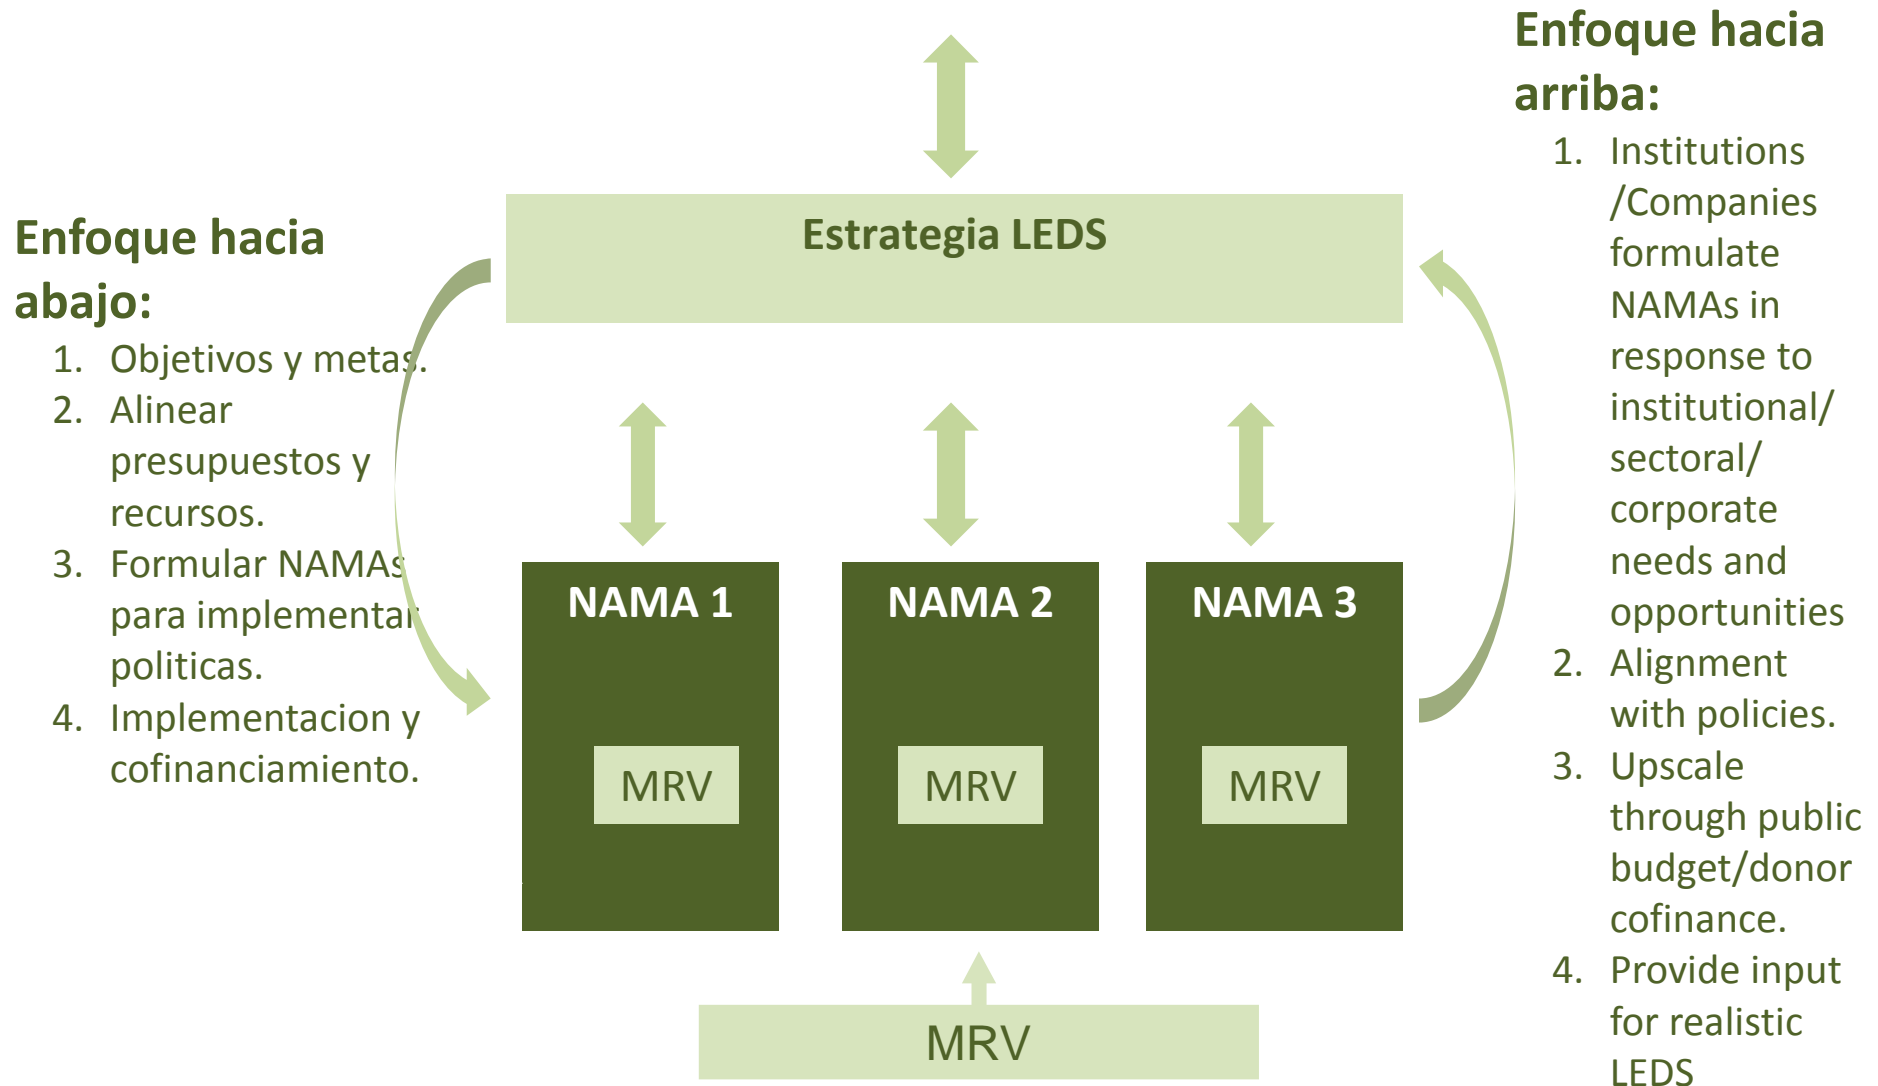 Enfoque hacia
abajo:
1. Objetivos y metas.
2. Alinear
presupuestos y
recursos.
3. Formular NAMAs
para implementar
politicas.
4. Implementacion y
cofinanciamiento.
Estrategia LEDS
NAMA 1
NAMA 2
NAMA 3
MRV
MRV
MRV
MRV
Enfoque hacia
arriba:
1. Institutions
/Companies
formulate
NAMAs in
response to
institutional/
sectoral/
corporate
needs and
opportunities
2. Alignment
with policies.
3. Upscale
through public
budget/donor
cofinance.
4. Provide input
for realistic
LEDS